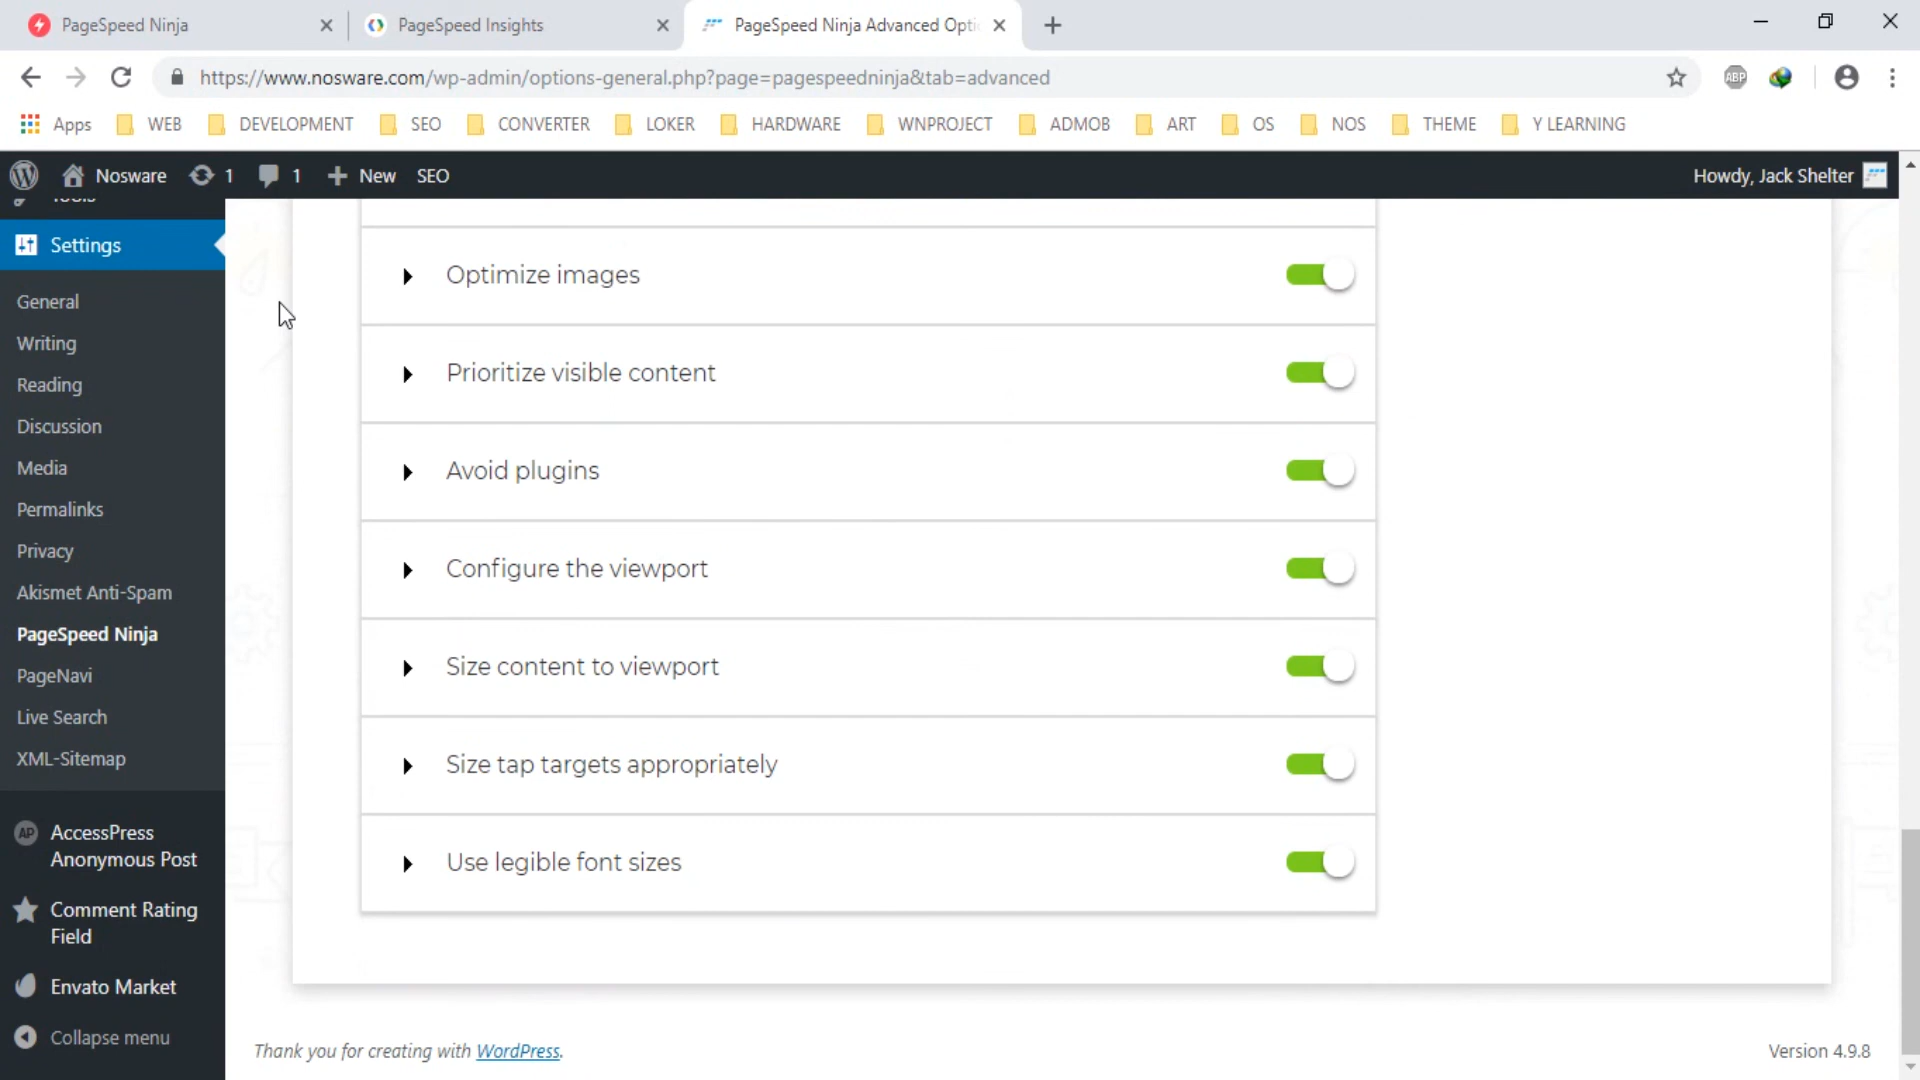 PageSpeed Ninja
PageSpeed Insights
PageSpeed Ninja Advanced Opti
https://www.nosware.com/wp-admin/options-general.php?page=pagespeedninja&tab=advanced
ABP
Apps WEB DEVELOPMENT SEO CONVERTER LOKER HARDWARE WNPROJECT ADMOB ART OS NOS THEME Y LEARNING
Nosware 1 1 New SEO Howdy, Jack Shelter
Tools
Settings
General
Writing
Reading
Discussion
Media
Permalinks
Privacy
Akismet Anti-Spam
PageSpeed Ninja
PageNavi
Live Search
XML-Sitemap
AP AccessPress
Anonymous Post
Comment Rating
Field
Envato Market
Collapse menu
Optimize images
Prioritize visible content
Avoid plugins
Configure the viewport
Size content to viewport
Size tap targets appropriately
Use legible font sizes
Thank you for creating with WordPress.
Version 4.9.8